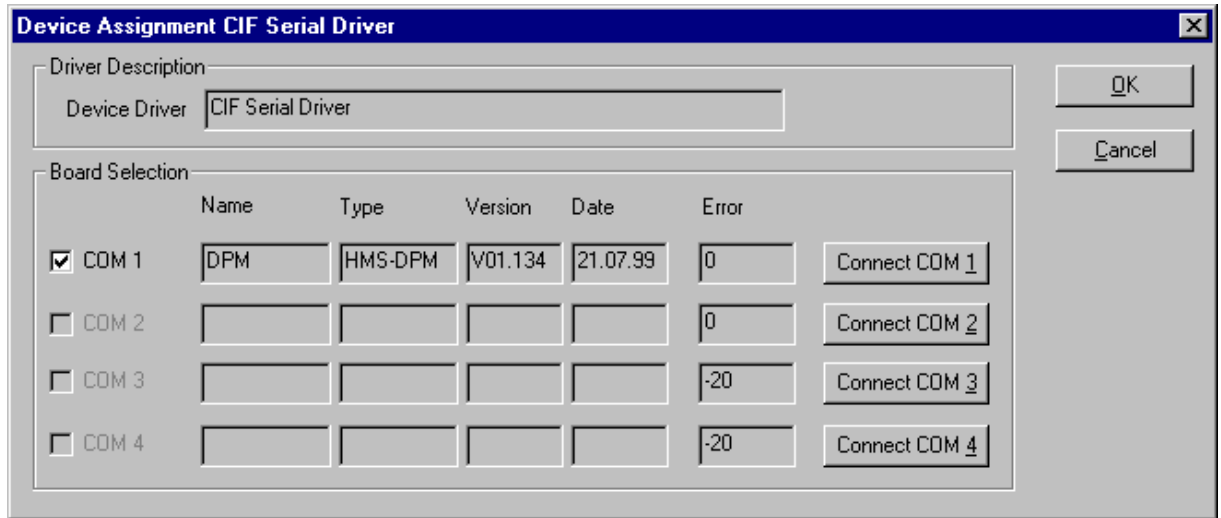 Device Assignment CIF Serial Driver
Driver Description
Device Driver CIF Serial Driver
OK
Cancel
Board Selection
Name Type Version Date Error
COM 1 DPM HMS-DPM V01.134 21.07.99 0 Connect COM 1
COM 2 0 Connect COM 2
COM 3 -20 Connect COM 3
COM 4 -20 Connect COM 4